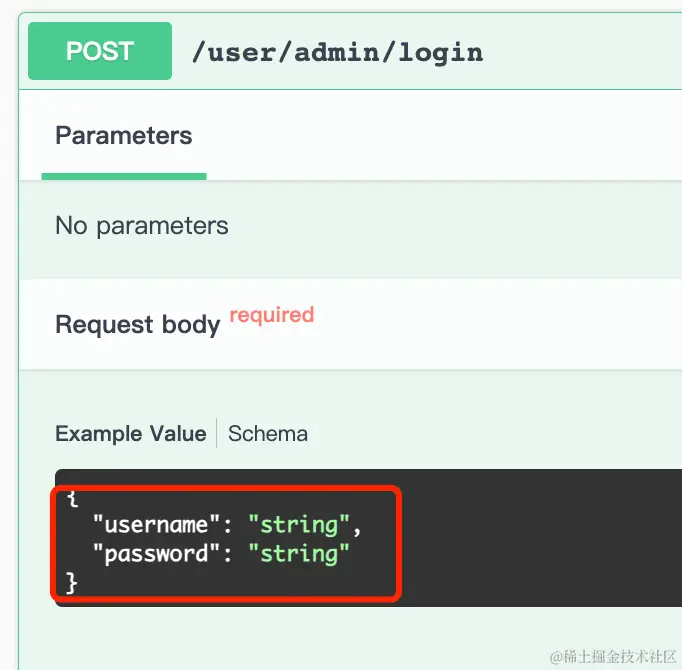 POST /user/admin/login
Parameters
No parameters
Request body required
Example Value Schema
{
"username": "string",
"password": "string"
}
@稀土掘金技术社区